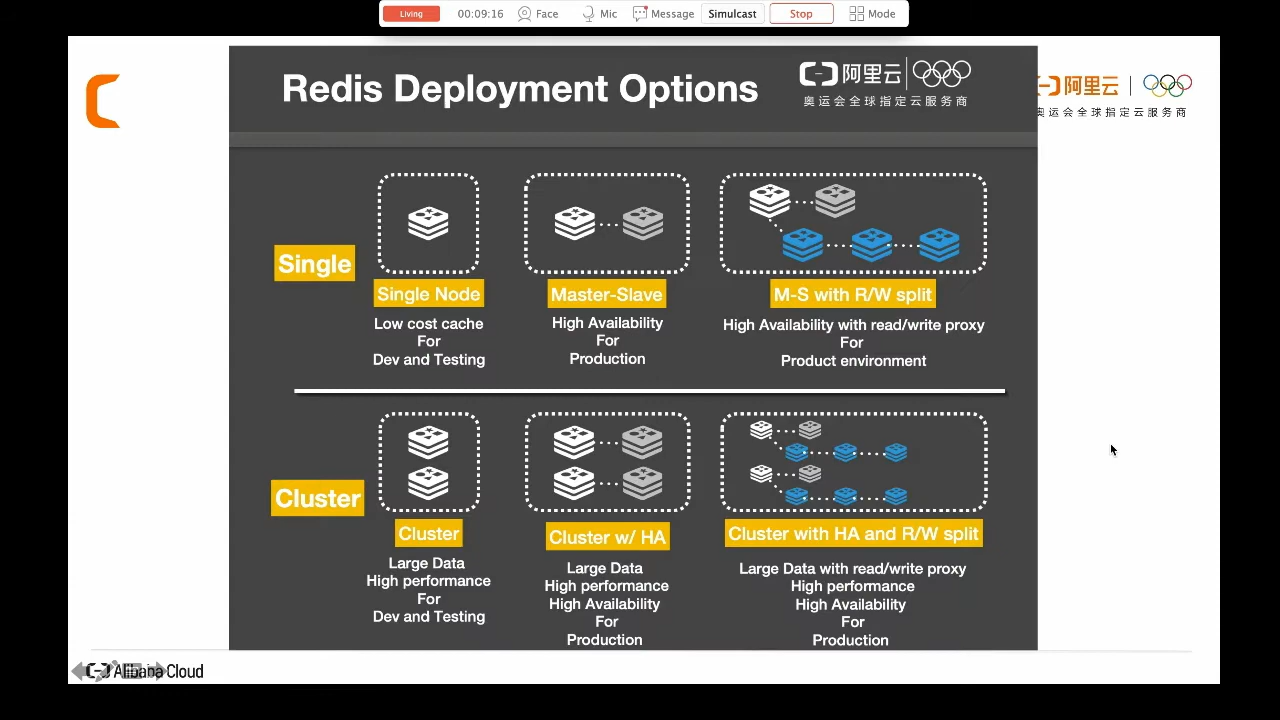 Living 00:09:16 Face Mic Message Simulcast Stop Mode
Redis Deployment Options
阿里云
奥运会全球指定云服务商
阿里云
奥运会全球指定云服务商
Single
Single Node
Low cost cache
For
Dev and Testing
Master-Slave
High Availability
For
Production
M-S with R/W split
High Availability with read/write proxy
For
Product environment
Cluster
Cluster
Large Data
High performance
For
Dev and Testing
Cluster w/ HA
Large Data
High performance
High Availability
For
Production
Cluster with HA and R/W split
Large Data with read/write proxy
High performance
High Availability
For
Production
Alibaba Cloud